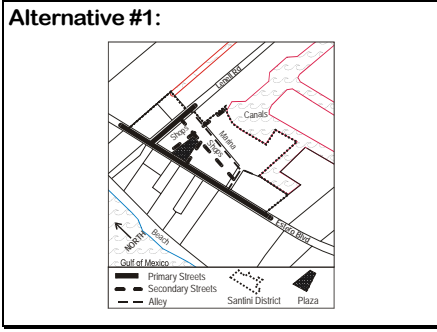 Alternative #1:
Lenell Rd
Canals
Shops
Marina
Shops
Estero Blvd
Beach
NORTH
Gulf of Mexico
Primary Streets
Secondary Streets
Alley
Santini District
Plaza